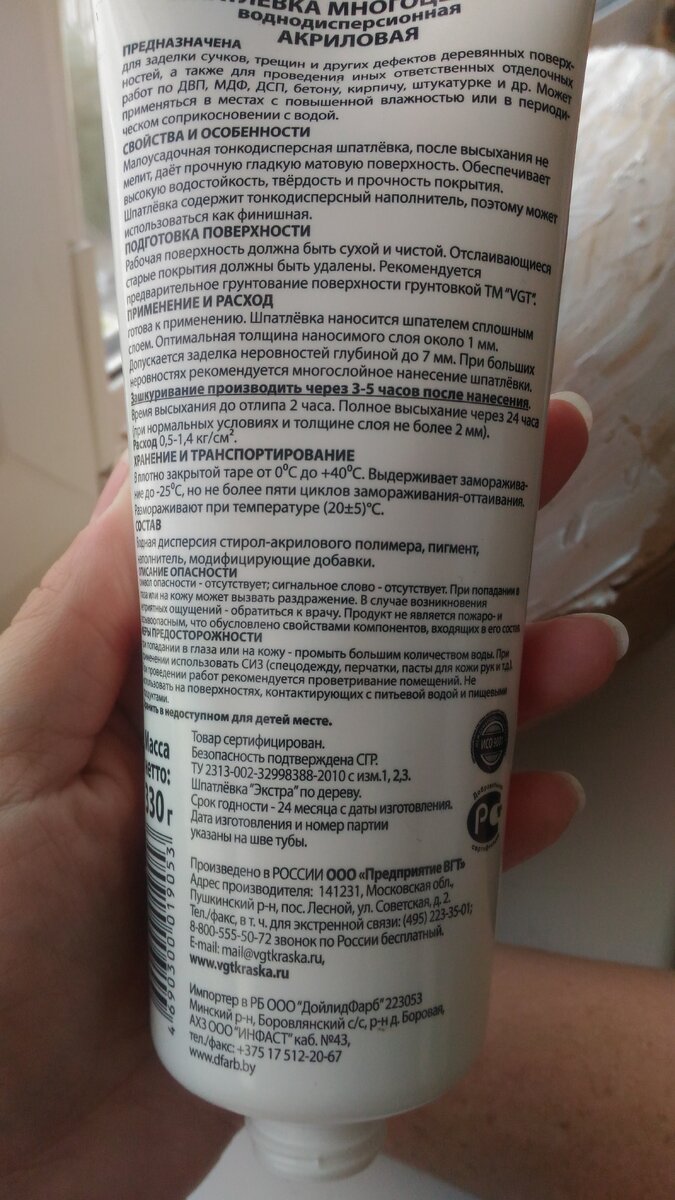 воднодисперсионная
АКРИЛОВАЯ
ПРЕДНАЗНАЧЕНА
для заделки сучков, трещин и других дефектов деревянных поверх-
ностей, а также для проведения иных ответственных отделочных
работ по ДВП, МДФ, ДСП, бетону, кирпичу, штукатурке и др. Может
применяться в местах с повышенной влажностью или в периоди-
ческом соприкосновении с водой.
СВОЙСТВА И ОСОБЕННОСТИ
Малоусадочная тонкодисперсная шпатлёвка, после высыхания не
мелит, даёт прочную гладкую матовую поверхность. Обеспечивает
высокую водостойкость, твёрдость и прочность покрытия.
Шпатлёвка содержит тонкодисперсный наполнитель, поэтому может
использоваться как финишная.
ПОДГОТОВКА ПОВЕРХНОСТИ
Рабочая поверхность должна быть сухой и чистой. Отслаивающиеся
старые покрытия должны быть удалены. Рекомендуется
предварительное грунтование поверхности грунтовкой ТМ "VGT".
ПРИМЕНЕНИЕ И РАСХОД
Готова к применению. Шпатлёвка наносится шпателем сплошным
слоем. Оптимальная толщина наносимого слоя около 1 мм.
Допускается заделка неровностей глубиной до 7 мм. При больших
неровностях рекомендуется многослойное нанесение шпатлёвки.
Зашкуривание производить через 3-5 часов после нанесения.
Время высыхания до отлипа 2 часа. Полное высыхание через 24 часа
(при нормальных условиях и толщине слоя не более 2 мм).
Расход 0,5-1,4 кг/см².
ХРАНЕНИЕ И ТРАНСПОРТИРОВАНИЕ
В плотно закрытой таре от 0⁰С до +40⁰С. Выдерживает заморажива-
ние до -25⁰С, но не более пяти циклов замораживания-оттаивания.
Размораживают при температуре (20±5)°С.
СОСТАВ
Водная дисперсия стирол-акрилового полимера, пигмент,
наполнитель, модифицирующие добавки.
ОПИСАНИЕ ОПАСНОСТИ
Символ опасности - отсутствует; сигнальное слово - отсутствует. При попадании в
глаза или на кожу может вызвать раздражение. В случае возникновения
неприятных ощущений - обратиться к врачу. Продукт не является пожаро- и
взрывоопасным, что обусловлено свойствами компонентов, входящих в его состав.
МЕРЫ ПРЕДОСТОРОЖНОСТИ
При попадании в глаза или на кожу - промыть большим количеством воды. При
применении использовать СИЗ (спецодежду, перчатки, пасты для кожи рук и т.д.).
При проведении работ рекомендуется проветривание помещений. Не
использовать на поверхностях, контактирующих с питьевой водой и пищевыми
продуктами.
Хранить в недоступном для детей месте.
Масса
нетто:
330 г
Товар сертифицирован.
Безопасность подтверждена СГР.
ТУ 2313-002-32998388-2010 с изм.1, 2,3.
Шпатлёвка "Экстра" по дереву.
Срок годности - 24 месяца с даты изготовления.
Дата изготовления и номер партии
указаны на шве тубы.
ИСО 9001
Добровольная
РС
сертификация
Произведено в РОССИИ ООО «Предприятие ВГТ»
Адрес производителя: 141231, Московская обл.,
Пушкинский р-н, пос. Лесной, ул. Советская, д. 2.
Тел./факс, в т. ч. для экстренной связи: (495) 223-35-01;
8-800-555-50-72 звонок по России бесплатный.
E-mail: mail@vgtkraska.ru,
www.vgtkraska.ru
4 690300 019053
Импортер в РБ ООО "ДойлидФарб" 223053
Минский р-н, Боровлянский с/с, р-н д. Боровая,
АХЗ ООО "ИНФАСТ" каб. №43,
тел./факс: +375 17 512-20-67
www.dfarb.by